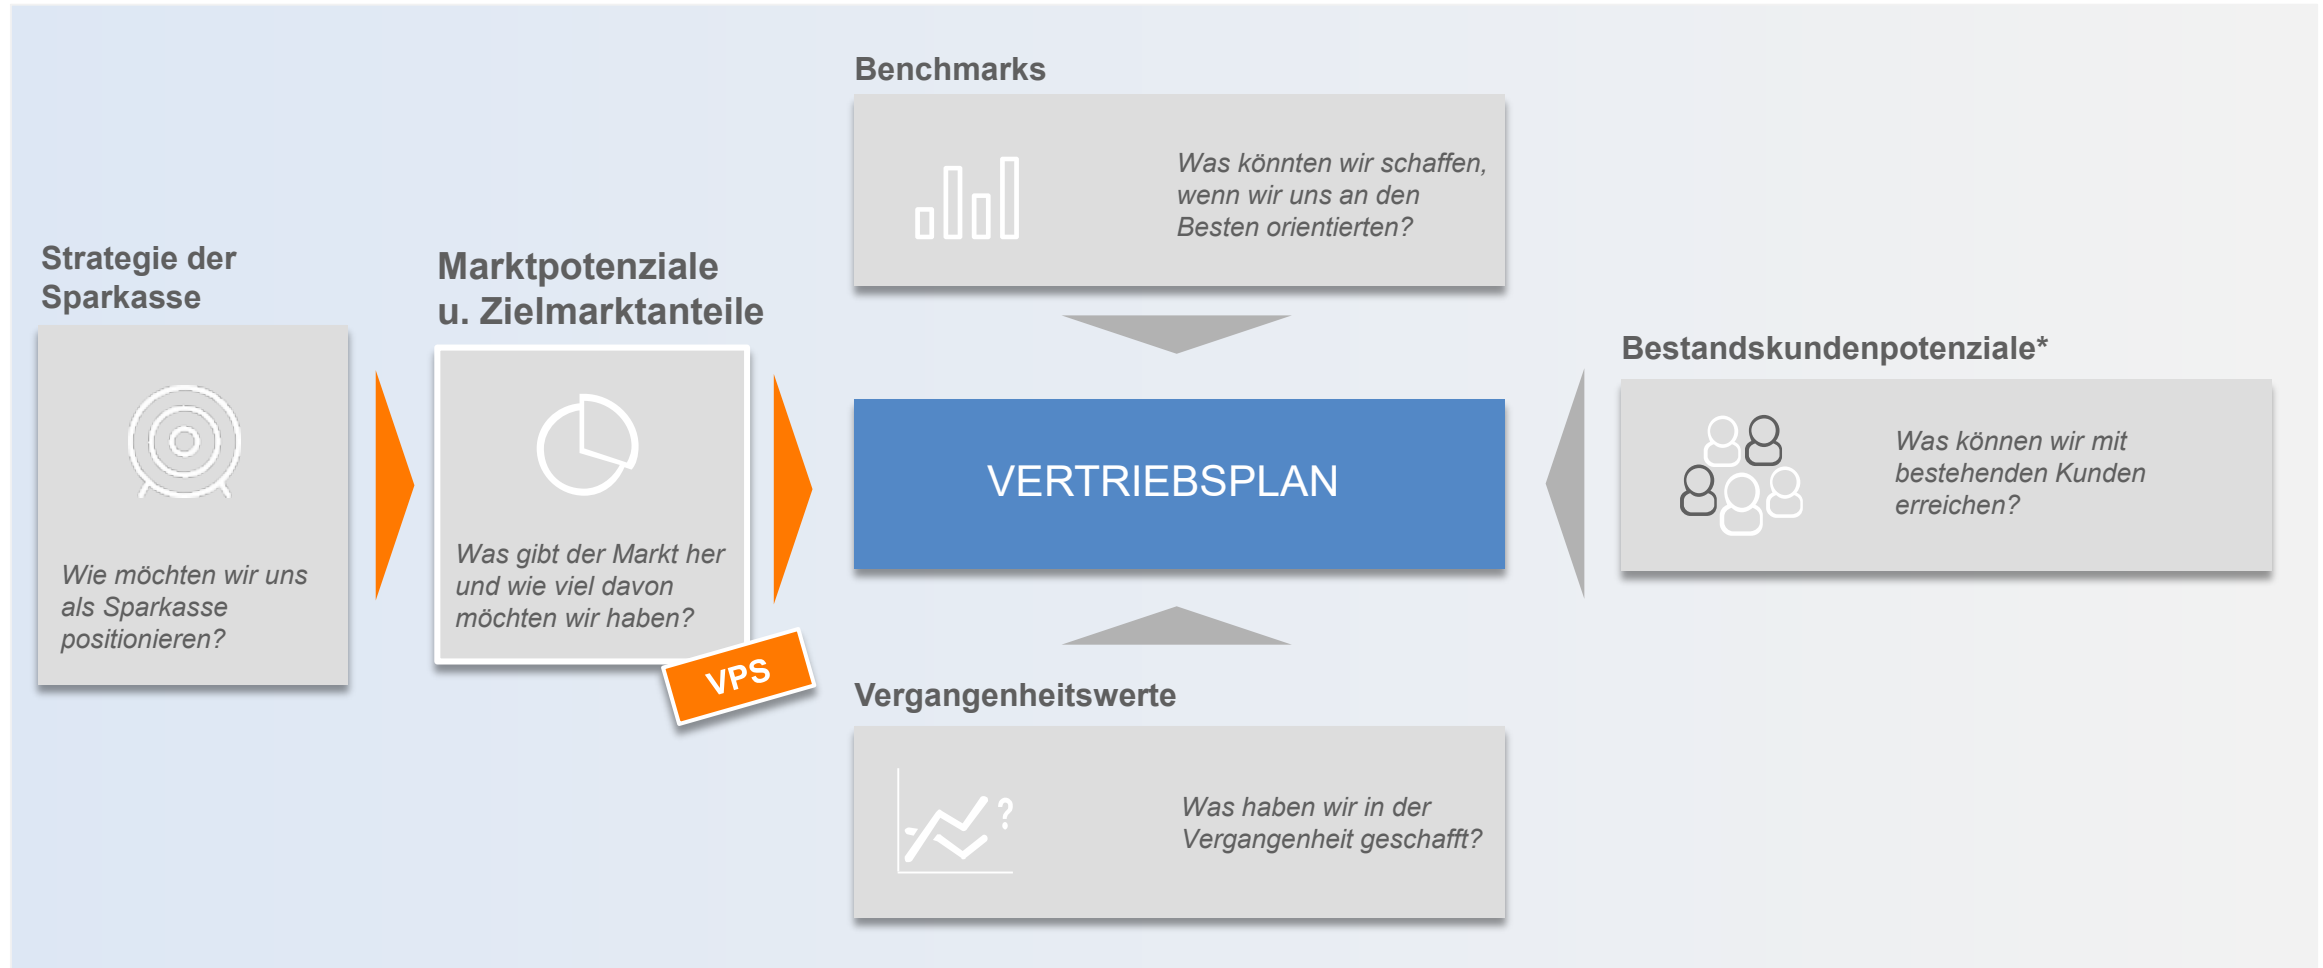 Strategie der
Sparkasse
Wie möchten wir uns
als Sparkasse
positionieren?
Marktpotenziale
u. Zielmarktanteile
Was gibt der Markt her
und wie viel davon
möchten wir haben?
VPS
Benchmarks
Was könnten wir schaffen,
wenn wir uns an den
Besten orientierten?
VERTRIEBSPLAN
Vergangenheitswerte
?
Was haben wir in der
Vergangenheit geschafft?
Bestandskundenpotenziale*
Was können wir mit
bestehenden Kunden
erreichen?